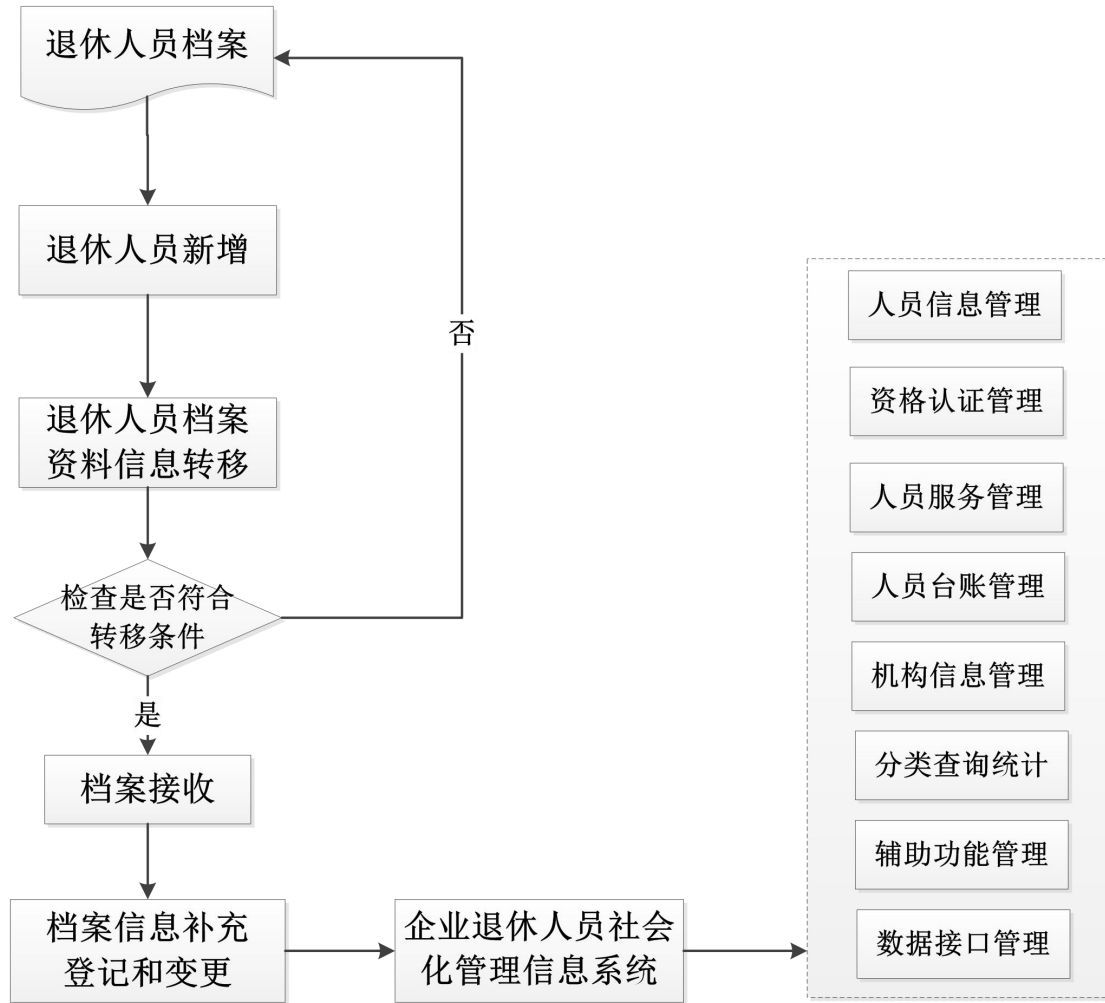 退休人员档案
退休人员新增
退休人员档案
资料信息转移
检查是否符合
转移条件
否
是
档案接收
档案信息补充
登记和变更
企业退休人员社会
化管理信息系统
人员信息管理
资格认证管理
人员服务管理
人员台账管理
机构信息管理
分类查询统计
辅助功能管理
数据接口管理